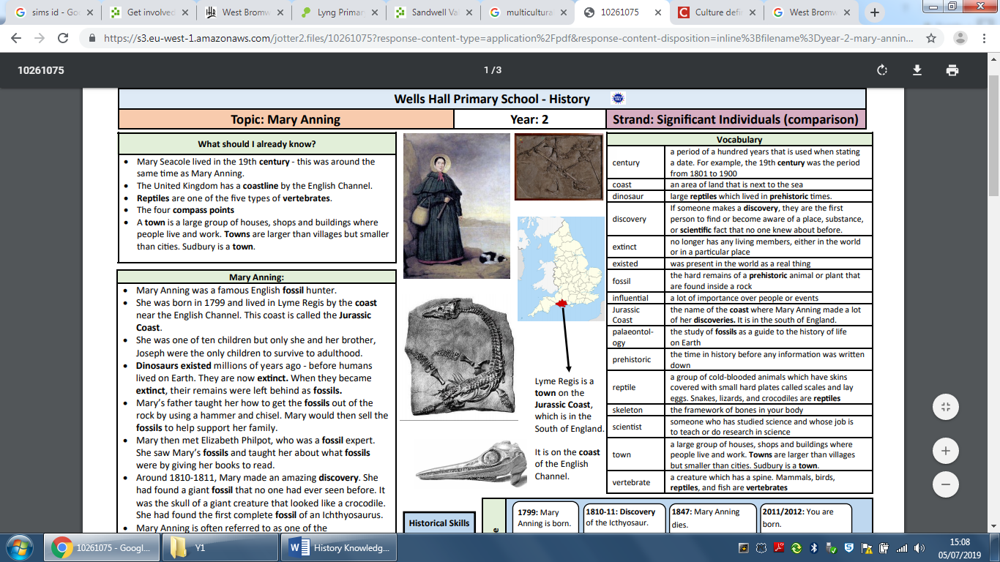 sims id - Goo
Get involved
West Bromw
Lyng Primar
Sandwell Val
multicultura
10261075
Culture defi
West Bromw
https://s3.eu-west-1.amazonaws.com/jotter2.files/10261075?response-content-type=application%2Fpdf&response-content-disposition=inline%3Bfilename%3Dyear-2-mary-annin...
10261075
1 / 3
Wells Hall Primary School - History
Topic: Mary Anning
Year: 2
Strand: Significant Individuals (comparison)
What should I already know?
• Mary Seacole lived in the 19th century - this was around the
same time as Mary Anning.
• The United Kingdom has a coastline by the English Channel.
• Reptiles are one of the five types of vertebrates.
• The four compass points
• A town is a large group of houses, shops and buildings where
people live and work. Towns are larger than villages but smaller
than cities. Sudbury is a town.
Mary Anning:
• Mary Anning was a famous English fossil hunter.
• She was born in 1799 and lived in Lyme Regis by the coast
near the English Channel. This coast is called the Jurassic
Coast.
• She was one of ten children but only she and her brother,
Joseph were the only children to survive to adulthood.
• Dinosaurs existed millions of years ago - before humans
lived on Earth. They are now extinct. When they became
extinct, their remains were left behind as fossils.
• Mary's father taught her how to get the fossils out of the
rock by using a hammer and chisel. Mary would then sell the
fossils to help support her family.
• Mary then met Elizabeth Philpot, who was a fossil expert.
She saw Mary's fossils and taught her about what fossils
were by giving her books to read.
• Around 1810-1811, Mary made an amazing discovery. She
had found a giant fossil that no one had ever seen before. It
was the skull of a giant creature that looked like a crocodile.
She had found the first complete fossil of an Ichthyosaurus.
• Mary Anning is often referred to as one of the
Lyme Regis is a
town on the
Jurassic Coast,
which is in the
South of England.
It is on the coast
of the English
Channel.
Vocabulary
century
a period of a hundred years that is used when stating
a date. For example, the 19th century was the period
from 1801 to 1900
coast
an area of land that is next to the sea
dinosaur
large reptiles which lived in prehistoric times.
discovery
If someone makes a discovery, they are the first
person to find or become aware of a place, substance,
or scientific fact that no one knew about before.
extinct
no longer has any living members, either in the world
or in a particular place
existed
was present in the world as a real thing
fossil
the hard remains of a prehistoric animal or plant that
are found inside a rock
influential
a lot of importance over people or events
Jurassic
Coast
the name of the coast where Mary Anning made a lot
of her discoveries. It is in the south of England.
palaeontol-
ogy
the study of fossils as a guide to the history of life
on Earth
prehistoric
the time in history before any information was written
down
reptile
a group of cold-blooded animals which have skins
covered with small hard plates called scales and lay
eggs. Snakes, lizards, and crocodiles are reptiles
skeleton
the framework of bones in your body
scientist
someone who has studied science and whose job is
to teach or do research in science
town
a large group of houses, shops and buildings where
people live and work. Towns are larger than villages
but smaller than cities. Sudbury is a town.
vertebrate
a creature which has a spine. Mammals, birds,
reptiles, and fish are vertebrates
Historical Skills
1799: Mary
Anning is born.
1810-11: Discovery
of the Icthyosaur.
1847: Mary Anning
dies.
2011/2012: You are
born.
10261075 - Googl...
Y1
History Knowledg...
15:08
05/07/2019